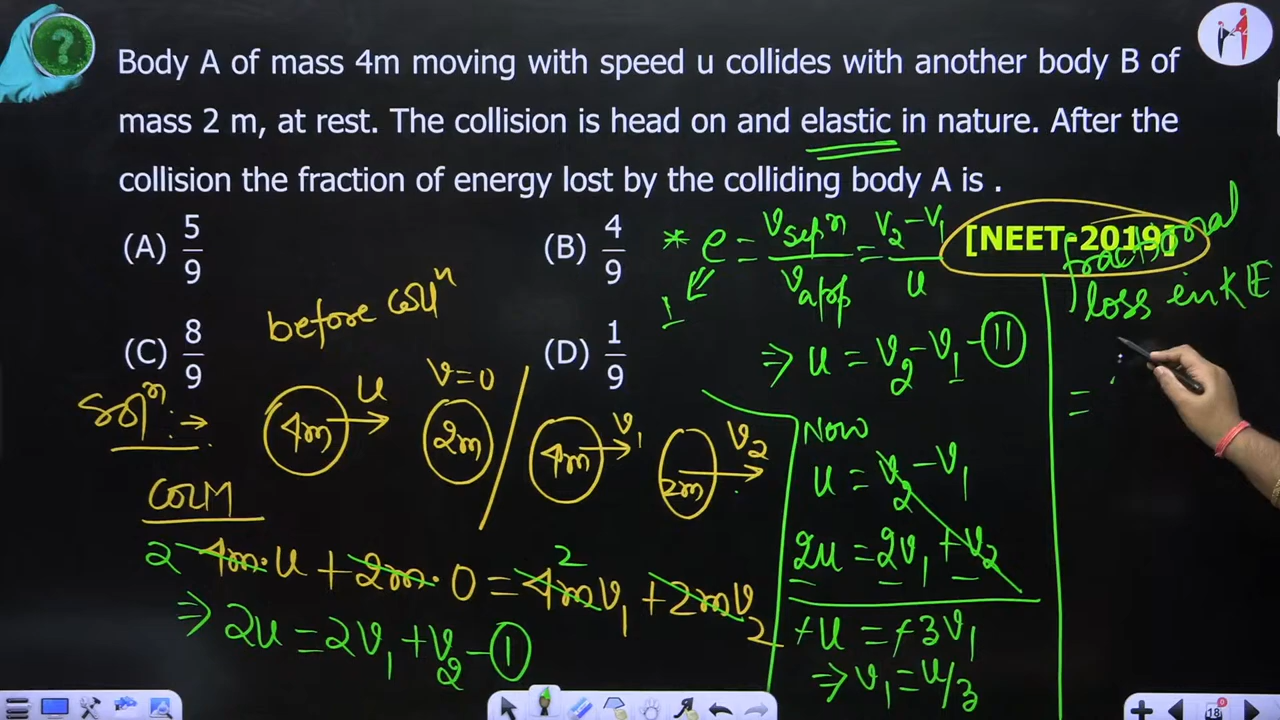 Body A of mass 4m moving with speed u collides with another body B of
mass 2 m, at rest. The collision is head on and elastic in nature. After the
collision the fraction of energy lost by the colliding body A is .
[NEET-2019]
(A) 5/9
(B) 4/9
(C) 8/9
(D) 1/9
Solⁿ: →
before collⁿ
4m u
2m v=0
4m v₁
2m v₂
COLM
4m·u + 2m·0 = 4mv₁ + 2mv₂
2 2
⇒ 2u = 2v₁ + v₂ - ①
* e = vsepⁿ/vapp = v₂-v₁/u
1
⇒ u = v₂ - v₁ - ⑪
Now
u = v₂ - v₁
2u = 2v₁ + v₂
+u = +3v₁
⇒ v₁ = u/3
fractional
loss in KE
=
18